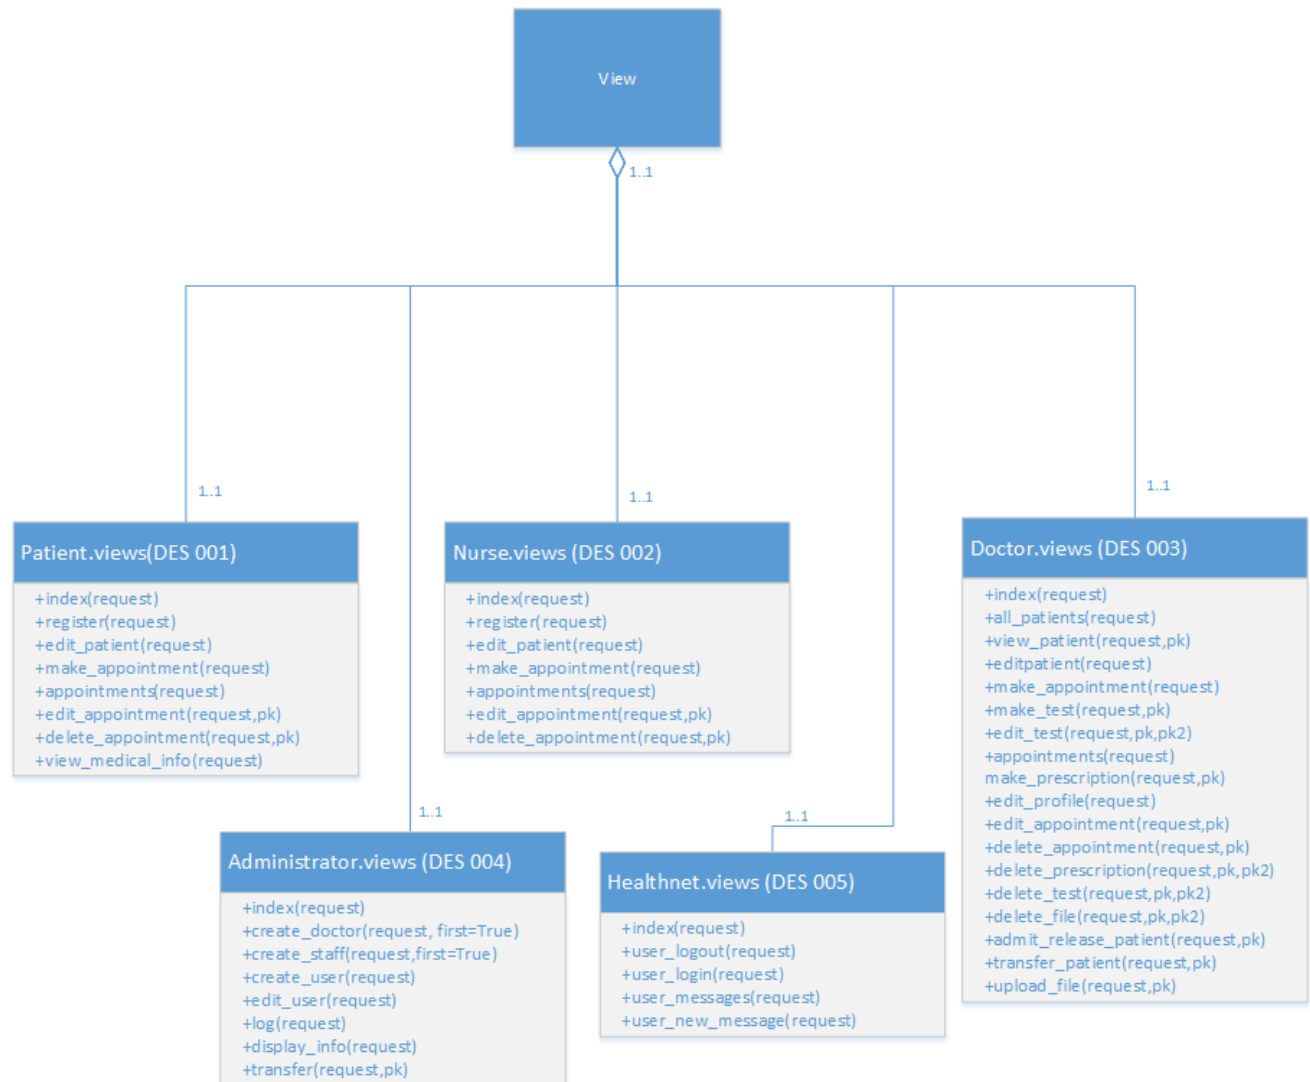 View
1..1
1..1
1..1
1..1
Patient.views(DES 001)
+index(request)
+register(request)
+edit_patient(request)
+make_appointment(request)
+appointments(request)
+edit_appointment(request,pk)
+delete_appointment(request,pk)
+view_medical_info(request)
Nurse.views (DES 002)
+index(request)
+register(request)
+edit_patient(request)
+make_appointment(request)
+appointments(request)
+edit_appointment(request,pk)
+delete_appointment(request,pk)
Doctor.views (DES 003)
+index(request)
+all_patients(request)
+view_patient(request,pk)
+editpatient(request)
+make_appointment(request)
+make_test(request,pk)
+edit_test(request,pk,pk2)
+appointments(request)
make_prescription(request,pk)
+edit_profile(request)
+edit_appointment(request,pk)
+delete_appointment(request,pk)
+delete_prescription(request,pk,pk2)
+delete_test(request,pk,pk2)
+delete_file(request,pk,pk2)
+admit_release_patient(request,pk)
+transfer_patient(request,pk)
+upload_file(request,pk)
1..1
1..1
Administrator.views (DES 004)
+index(request)
+create_doctor(request, first=True)
+create_staff(request,first=True)
+create_user(request)
+edit_user(request)
+log(request)
+display_info(request)
+transfer(request,pk)
Healthnet.views (DES 005)
+index(request)
+user_logout(request)
+user_login(request)
+user_messages(request)
+user_new_message(request)